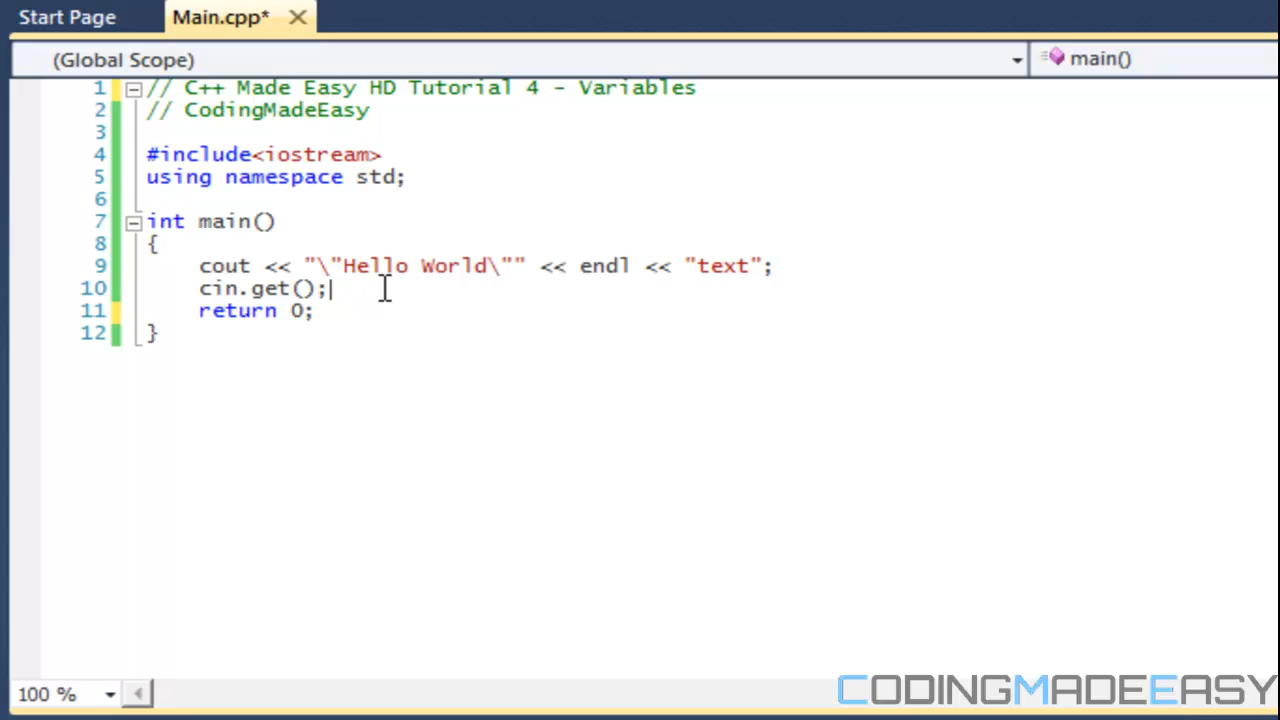 Start Page Main.cpp*
(Global Scope) main()
1 // C++ Made Easy HD Tutorial 4 - Variables
2 // CodingMadeEasy
3
4 #include<iostream>
5 using namespace std;
6
7 int main()
8 {
9 cout << "\"Hello World\"" << endl << "text";
10 cin.get();
11 return 0;
12 }
100 %
CODINGMADEEASY